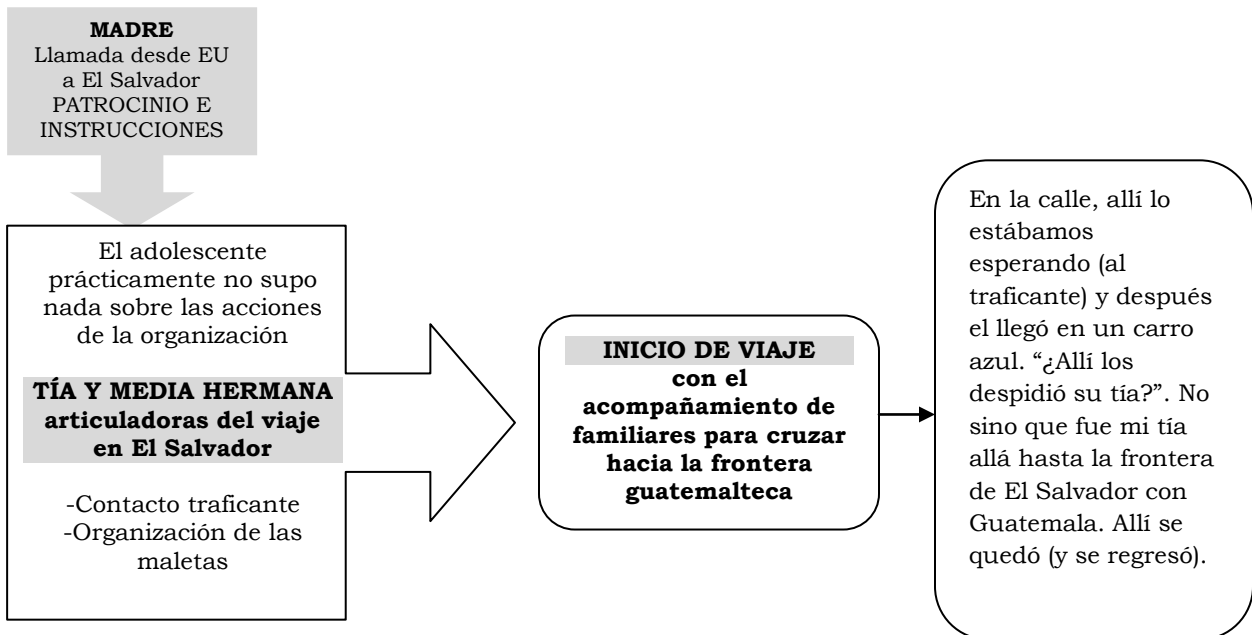 MADRE
Llamada desde EU
a El Salvador
PATROCINIO E
INSTRUCCIONES
El adolescente
prácticamente no supo
nada sobre las acciones
de la organización
TÍA Y MEDIA HERMANA
articuladoras del viaje
en El Salvador
-Contacto traficante
-Organización de las
maletas
INICIO DE VIAJE
con el
acompañamiento de
familiares para cruzar
hacia la frontera
guatemalteca
En la calle, allí lo
estábamos
esperando (al
traficante) y después
el llegó en un carro
azul. “¿Allí los
despidió su tía?”. No
sino que fue mi tía
allá hasta la frontera
de El Salvador con
Guatemala. Allí se
quedó (y se regresó).